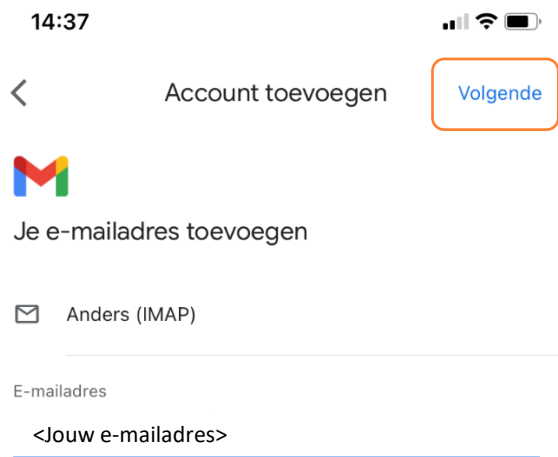 14:37
Account toevoegen Volgende
Je e-mailadres toevoegen
Anders (IMAP)
E-mailadres
<Jouw e-mailadres>